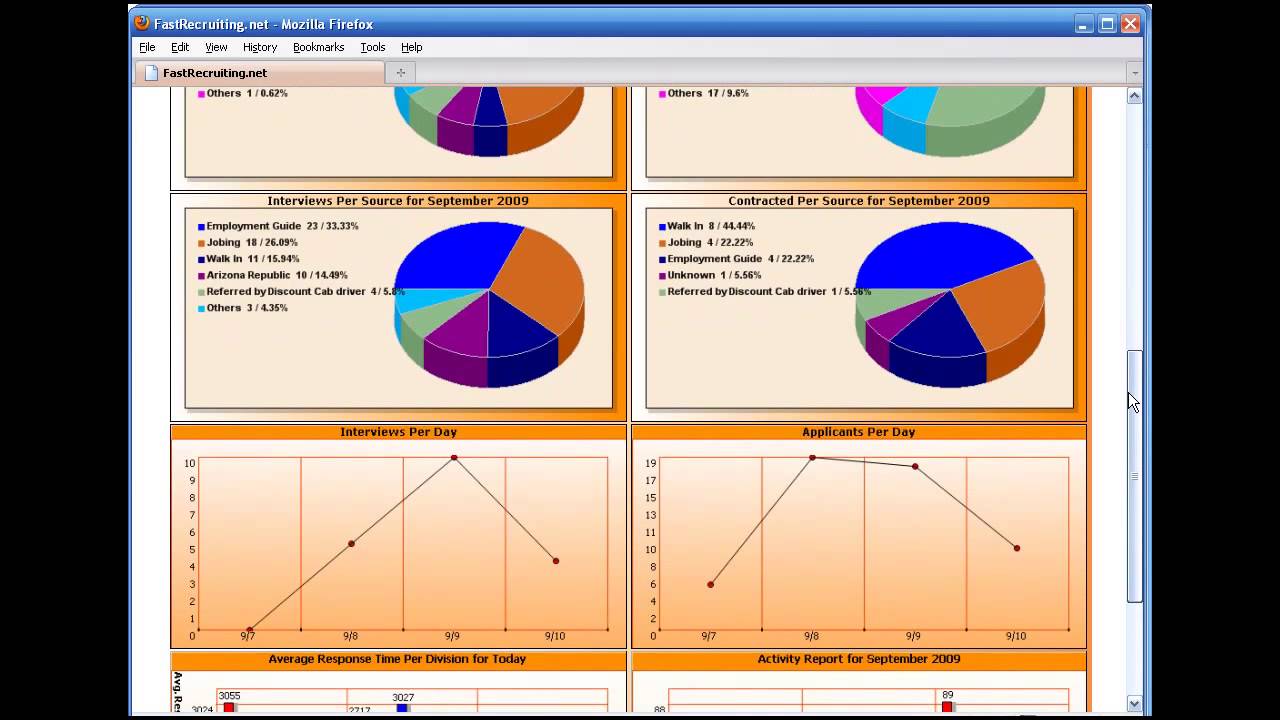 FastRecruiting.net - Mozilla Firefox
File Edit View History Bookmarks Tools Help
FastRecruiting.net
Others 1 / 0.62%
Others 17 / 9.6%
Interviews Per Source for September 2009
Employment Guide 23 / 33.33%
Jobing 18 / 26.09%
Walk In 11 / 15.94%
Arizona Republic 10 / 14.49%
Referred by Discount Cab driver 4 / 5.8%
Others 3 / 4.35%
Contracted Per Source for September 2009
Walk In 8 / 44.44%
Jobing 4 / 22.22%
Employment Guide 4 / 22.22%
Unknown 1 / 5.56%
Referred by Discount Cab driver 1 / 5.56%
Interviews Per Day
10
9
8
7
6
5
4
3
2
1
0
9/7 9/8 9/9 9/10
Applicants Per Day
19
17
15
13
11
10
8
6
4
2
0
9/7 9/8 9/9 9/10
Average Response Time Per Division for Today
3055
3027
3024
2717
Activity Report for September 2009
89
88